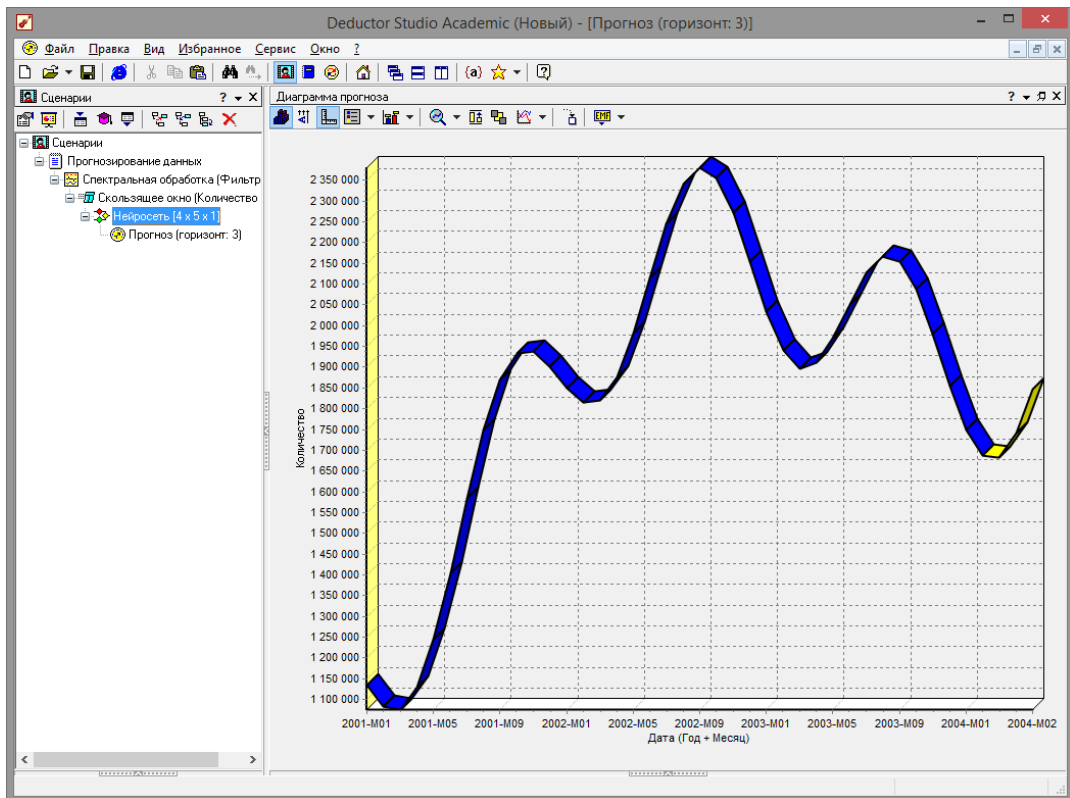 Deductor Studio Academic (Новый) - [Прогноз (горизонт: 3)]
Файл Правка Вид Избранное Сервис Окно ?
{a}
Сценарии ?
Сценарии
Прогнозирование данных
Спектральная обработка (Фильтр
Скользящее окно (Количество
Нейросеть [4 x 5 x 1]
Прогноз (горизонт: 3)
Диаграмма прогноза ?
EMF
2 350 000
2 300 000
2 250 000
2 200 000
2 150 000
2 100 000
2 050 000
2 000 000
1 950 000
1 900 000
1 850 000
1 800 000
1 750 000
1 700 000
1 650 000
1 600 000
1 550 000
1 500 000
1 450 000
1 400 000
1 350 000
1 300 000
1 250 000
1 200 000
1 150 000
1 100 000
Количество
2001-M01 2001-M05 2001-M09 2002-M01 2002-M05 2002-M09 2003-M01 2003-M05 2003-M09 2004-M01 2004-M02
Дата (Год + Месяц)